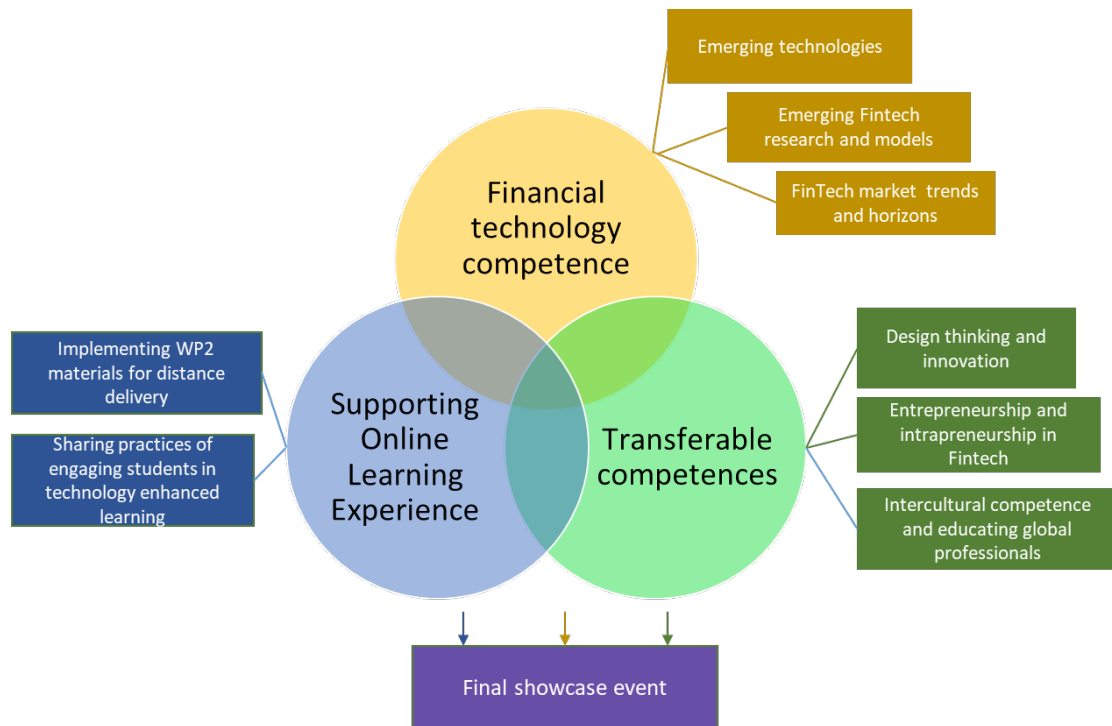 Emerging technologies
Emerging Fintech
research and models
FinTech market trends
and horizons
Financial
technology
competence
Implementing WP2
materials for distance
delivery
Sharing practices of
engaging students in
technology enhanced
learning
Supporting
Online
Learning
Experience
Transferable
competences
Design thinking and
innovation
Entrepreneurship and
intrapreneurship in
Fintech
Intercultural competence
and educating global
professionals
Final showcase event